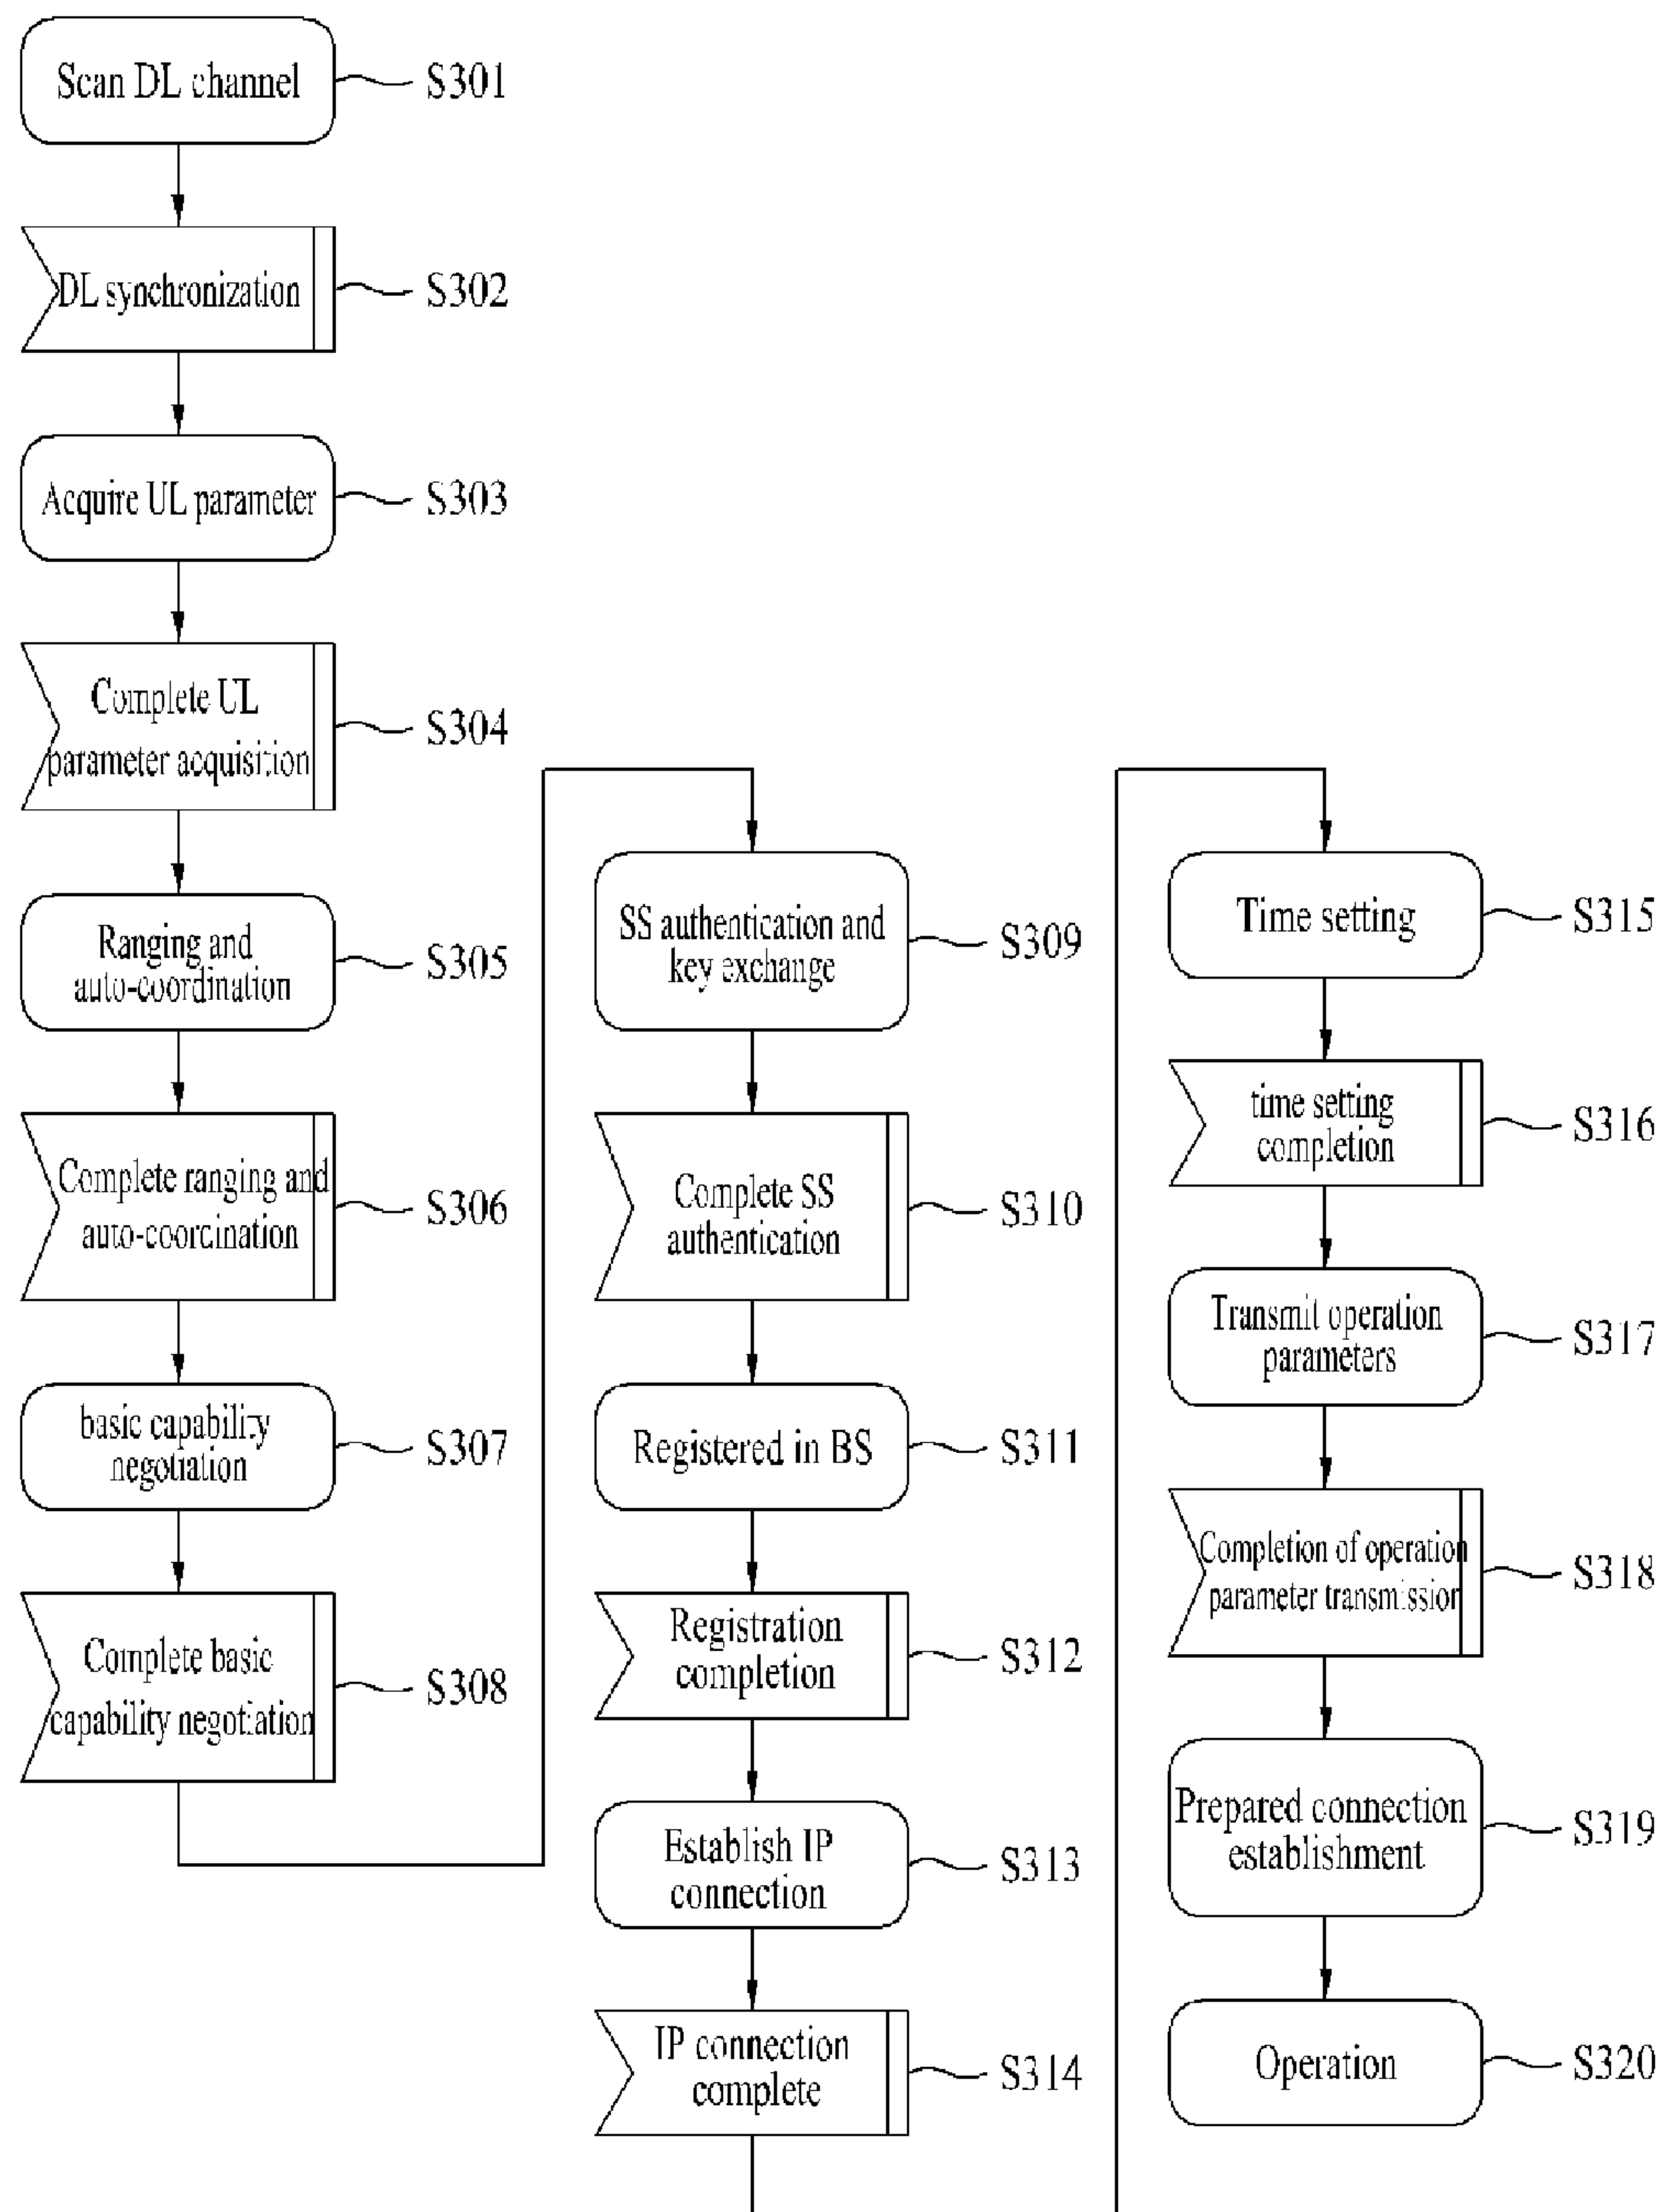 Scan DL channel
S301
DL synchronization
S302
Acquire UL parameter
S303
Complete UL
parameter acquisition
S304
Ranging and
auto-coordination
S305
Complete ranging and
auto-coordination
S306
basic capability
negotiation
S307
Complete basic
capability negotiation
S308
SS authentication and
key exchange
S309
Complete SS
authentication
S310
Registered in BS
S311
Registration
completion
S312
Establish IP
connection
S313
IP connection
complete
S314
Time setting
S315
time setting
completion
S316
Transmit operation
parameters
S317
Completion of operation
parameter transmission
S318
Prepared connection
establishment
S319
Operation
S320